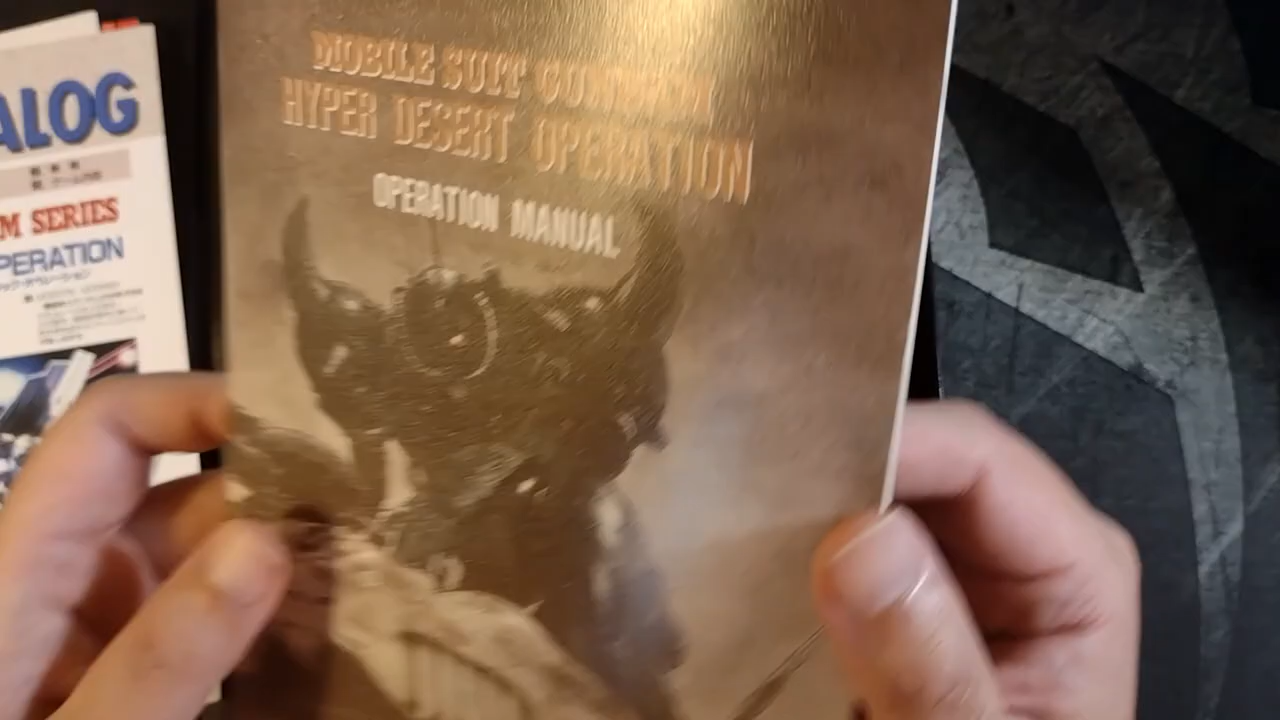 MOBILE SUIT GUNDAM
HYPER DESERT OPERATION
OPERATION MANUAL
ALOG
M SERIES
PERATION